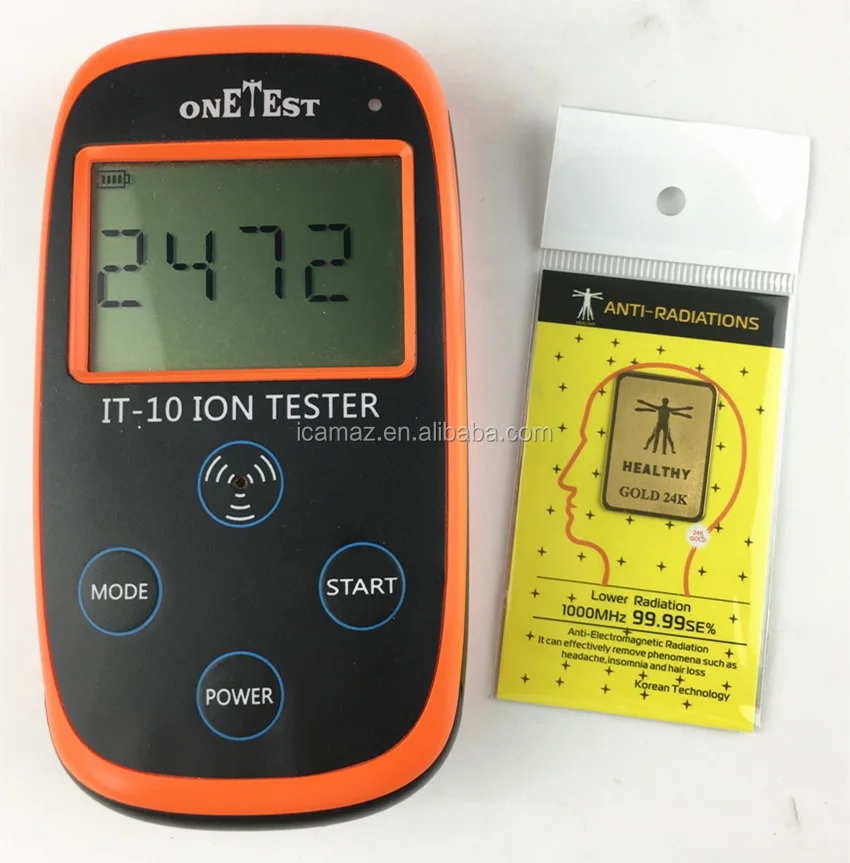 ONETEST
2472
IT-10 ION TESTER
icamaz.en.alibaba.com
MODE
START
POWER
HEALTHY
ANTI-RADIATIONS
HEALTHY
GOLD 24K
24K
GOLD
Lower Radiation
1000MHz 99.99SE%
Anti-Electromagnetic Radiation
It can effectively remove phenomena such as
headache, insomnia and hair loss
Korean Technology